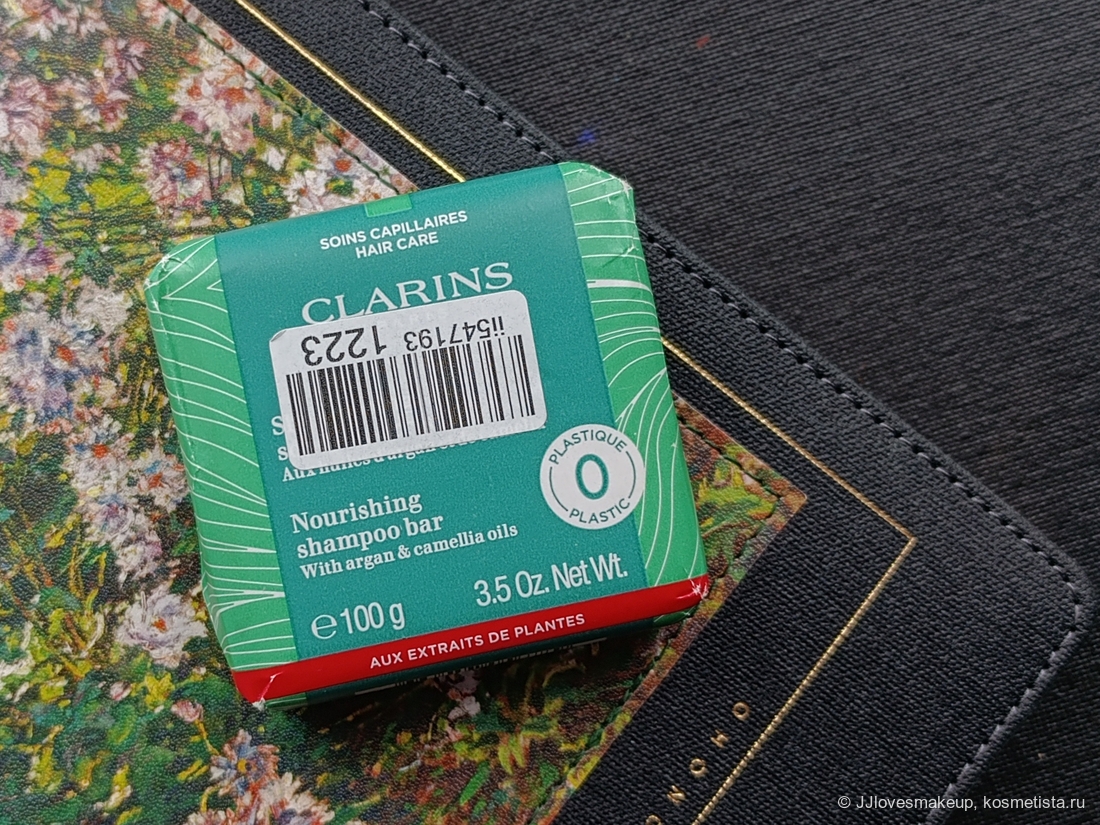 SOINS CAPILLAIRES
HAIR CARE
CLARINS
ii547193 1223
Nourishing
shampoo bar
With argan & camellia oils
PLASTIQUE
0
PLASTIC
℮100 g
3.5 Oz. Net Wt.
AUX EXTRAITS DE PLANTES
© JJlovesmakeup, kosmetista.ru